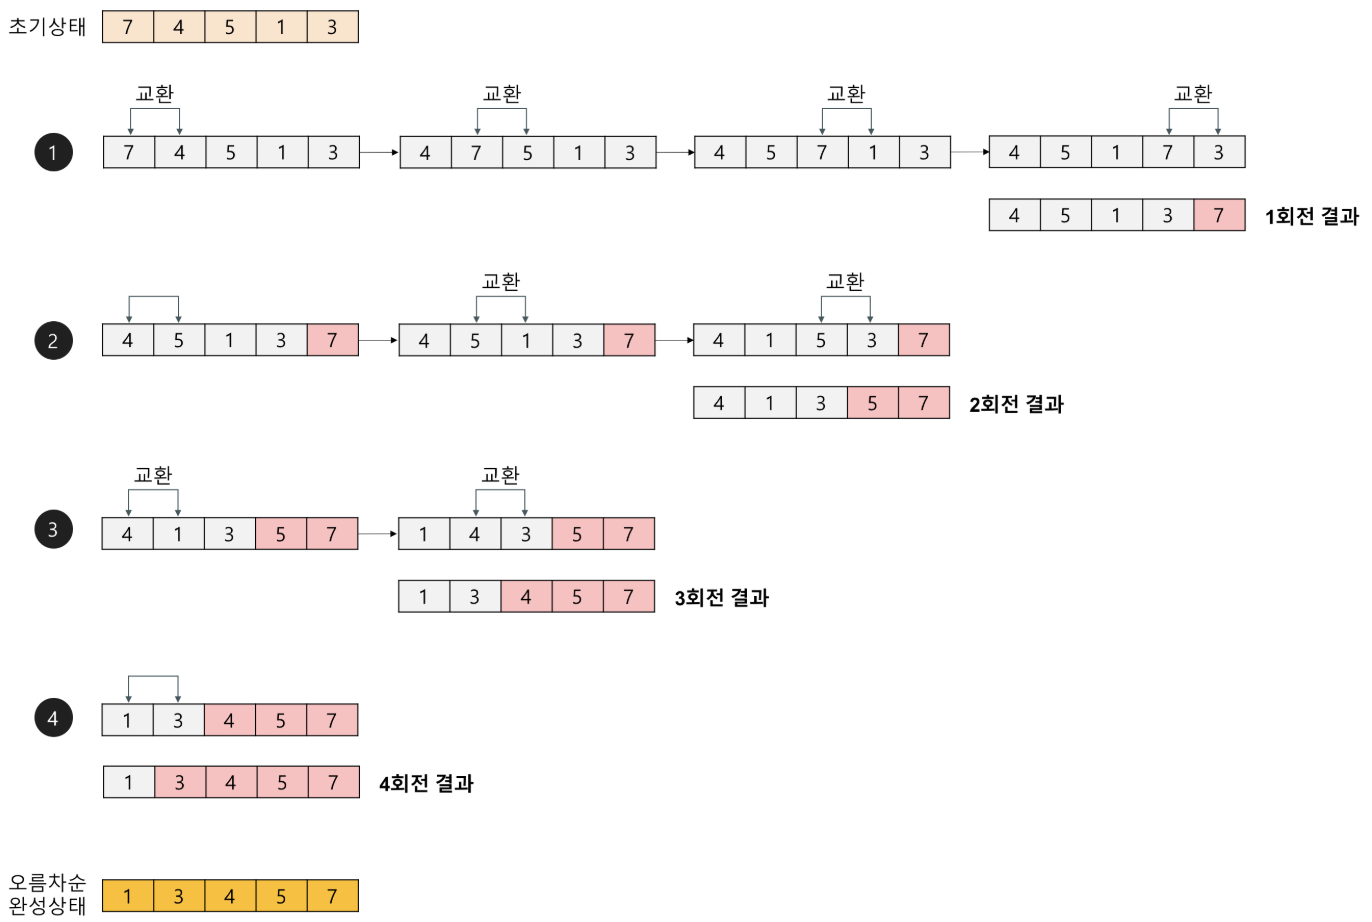 초기상태 7 4 5 1 3
교환 교환 교환 교환
1 7 4 5 1 3 4 7 5 1 3 4 5 7 1 3 4 5 1 7 3
4 5 1 3 7 1회전 결과
교환 교환
2 4 5 1 3 7 4 5 1 3 7 4 1 5 3 7
4 1 3 5 7 2회전 결과
교환 교환
3 4 1 3 5 7 1 4 3 5 7
1 3 4 5 7 3회전 결과
4 1 3 4 5 7
1 3 4 5 7 4회전 결과
오름차순
완성상태 1 3 4 5 7